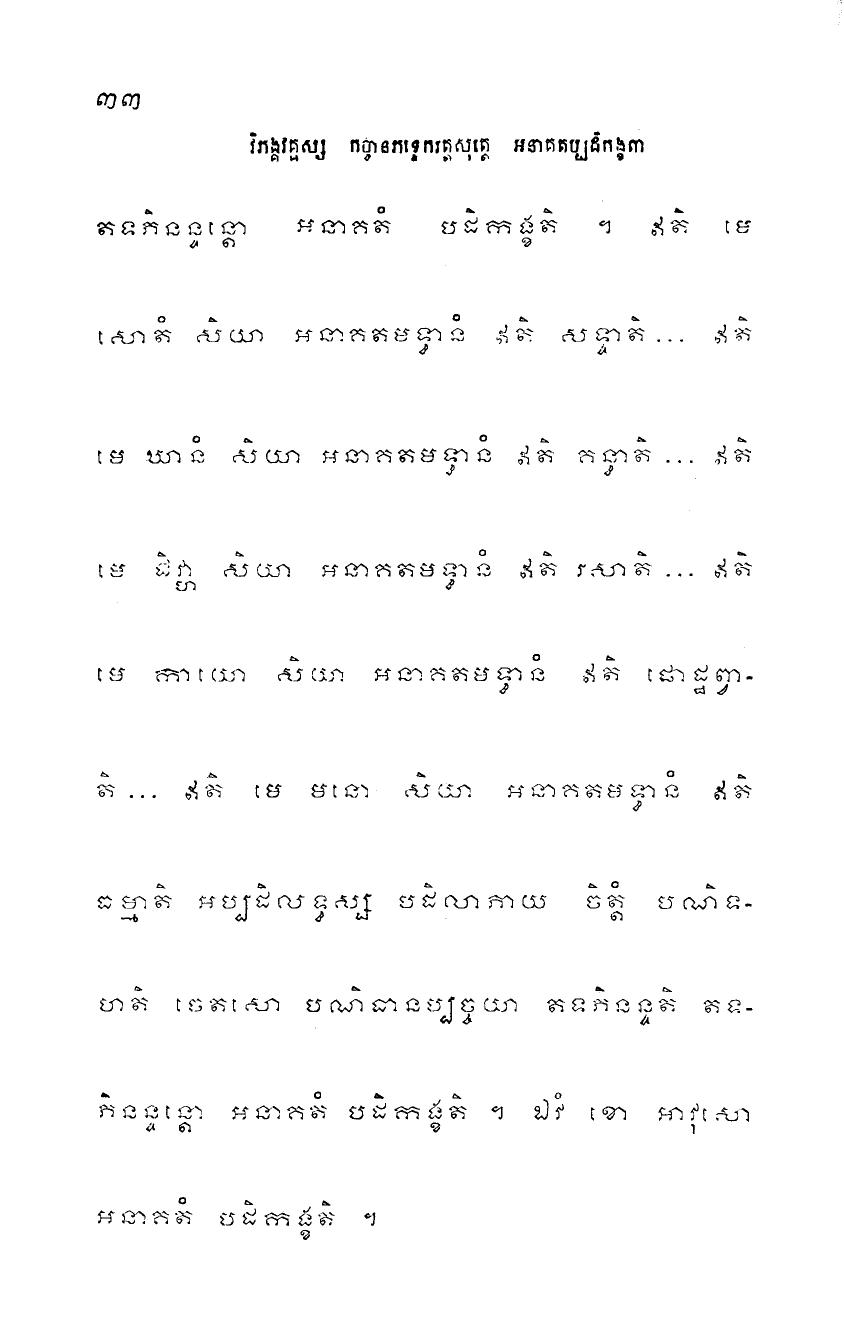 ៣៣
វិភង្គវគ្គស្ស កច្ចានភទ្ទេករត្តសុត្តេ អនាគតប្បដិកង្ខតា
តទភិនន្ទន្តោ អនាគតំ បដិកង្ខតិ ។ ឥតិ មេ
សោតំ សិយា អនាគតមទ្ធានំ ឥតិ សទ្ទាតិ... ឥតិ
មេ ឃានំ សិយា អនាគតមទ្ធានំ ឥតិ គន្ធាតិ... ឥតិ
មេ ជិវ្ហា សិយា អនាគតមទ្ធានំ ឥតិ រសាតិ... ឥតិ
មេ កាយោ សិយា អនាគតមទ្ធានំ ឥតិ ផោដ្ឋព្វា-
តិ... ឥតិ មេ មនោ សិយា អនាគតមទ្ធានំ ឥតិ
ធម្មាតិ អប្បដិលទ្ធស្ស បដិលាភាយ ចិត្តំ បណិទ-
ហតិ ចេតសោ បណិធានប្បច្ចយា តទភិនន្ទតិ តទ-
ភិនន្ទន្តោ អនាគតំ បដិកង្ខតិ ។ ឯវំ ខោ អាវុសោ
អនាគតំ បដិកង្ខតិ ។